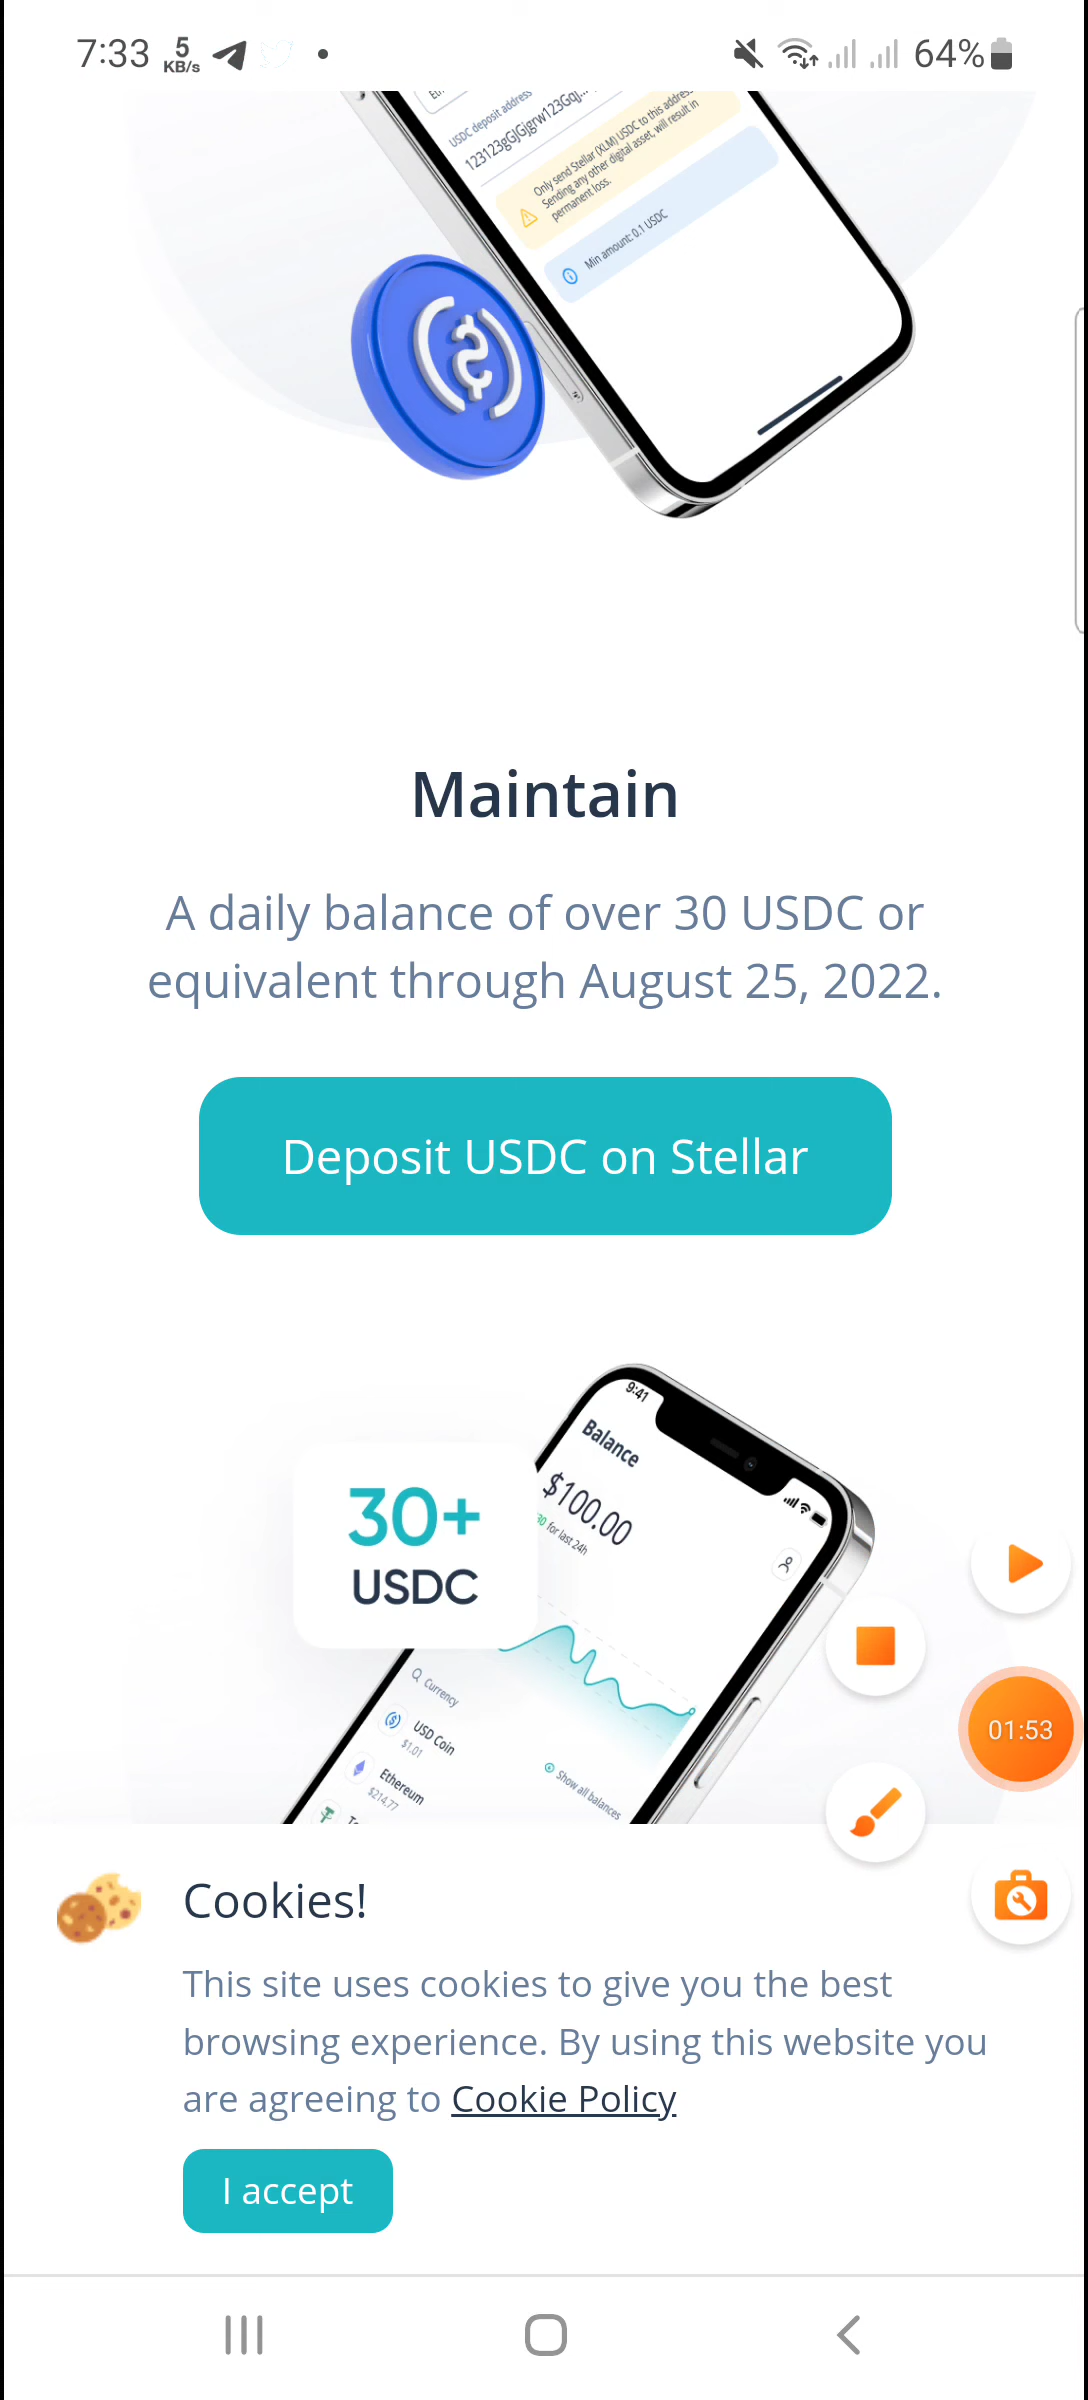 7:33
5
KB/s
64%
USDC deposit address
Only send Stellar (XLM) USDC to this address
Sending any other digital asset, will result in
permanent loss.
Min amount: 0.1 USDC
Maintain
A daily balance of over 30 USDC or
equivalent through August 25, 2022.
Deposit USDC on Stellar
9:41
Balance
$100.00
for last 24h
30+
USDC
Currency
USD Coin
$1.01
Ethereum
$214.77
Show all balances
01:53
Cookies!
This site uses cookies to give you the best
browsing experience. By using this website you
are agreeing to Cookie Policy
I accept